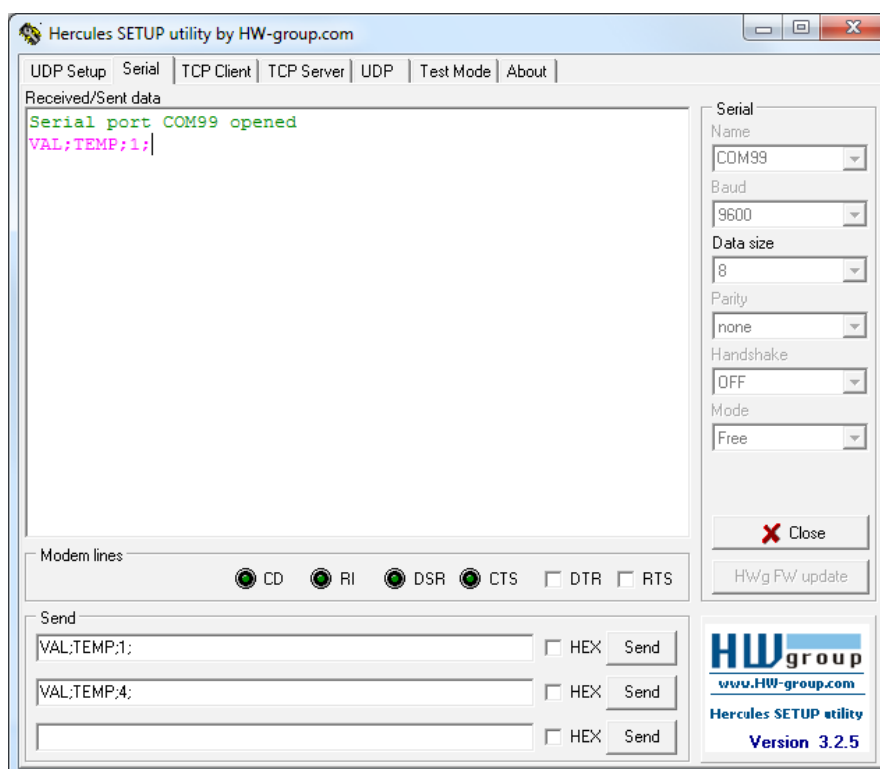 Hercules SETUP utility by HW-group.com
UDP Setup Serial TCP Client TCP Server UDP Test Mode About
Received/Sent data
Serial port COM99 opened
VAL;TEMP;1;
Serial
Name
COM99
Baud
9600
Data size
8
Parity
none
Handshake
OFF
Mode
Free
Close
HWg FW update
Modem lines
CD RI DSR CTS DTR RTS
Send
VAL;TEMP;1; HEX Send
VAL;TEMP;4; HEX Send
HEX Send
HW group
www.HW-group.com
Hercules SETUP utility
Version 3.2.5